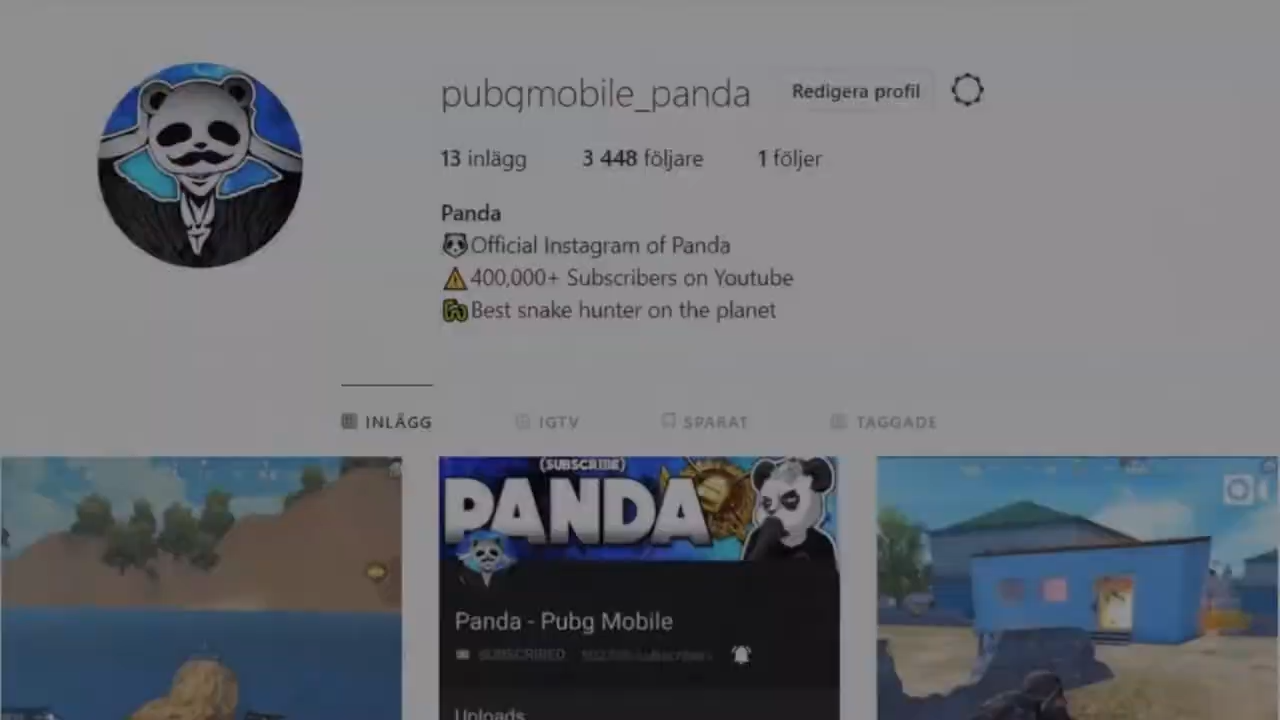 pubgmobile_panda Redigera profil
13 inlägg 3 448 följare 1 följer
Panda
Official Instagram of Panda
400,000+ Subscribers on Youtube
Best snake hunter on the planet
INLÄGG IGTV SPARAT TAGGADE
(SUBSCRIBE)
PANDA
Panda - Pubg Mobile
SUBSCRIBED
Uploads